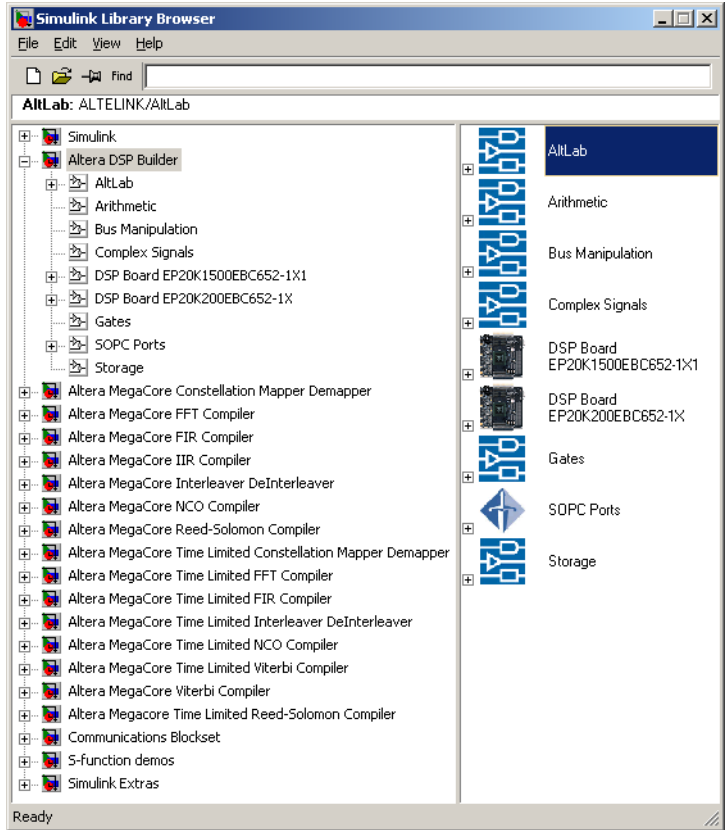 Simulink Library Browser
File Edit View Help
Find
AltLab: ALTELINK/AltLab
Simulink
Altera DSP Builder
AltLab
Arithmetic
Bus Manipulation
Complex Signals
DSP Board EP20K1500EBC652-1X1
DSP Board EP20K200EBC652-1X
Gates
SOPC Ports
Storage
Altera MegaCore Constellation Mapper Demapper
Altera MegaCore FFT Compiler
Altera MegaCore FIR Compiler
Altera MegaCore IIR Compiler
Altera MegaCore Interleaver DeInterleaver
Altera MegaCore NCO Compiler
Altera MegaCore Reed-Solomon Compiler
Altera MegaCore Time Limited Constellation Mapper Demapper
Altera MegaCore Time Limited FFT Compiler
Altera MegaCore Time Limited FIR Compiler
Altera MegaCore Time Limited Interleaver DeInterleaver
Altera MegaCore Time Limited NCO Compiler
Altera MegaCore Time Limited Viterbi Compiler
Altera MegaCore Viterbi Compiler
Altera Megacore Time Limited Reed-Solomon Compiler
Communications Blockset
S-function demos
Simulink Extras
AltLab
Arithmetic
Bus Manipulation
Complex Signals
DSP Board
EP20K1500EBC652-1X1
DSP Board
EP20K200EBC652-1X
Gates
SOPC Ports
Storage
Ready